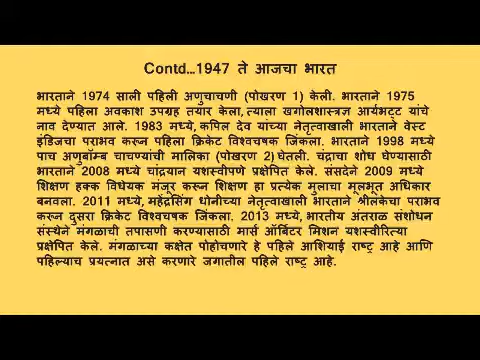 Contd...1947 ते आजचा भारत
भारताने 1974 साली पहिली अणुचाचणी (पोखरण 1) केली. भारताने 1975
मध्ये पहिला अवकाश उपग्रह तयार केला, त्याला खगोलशास्त्रज्ञ आर्यभट्ट यांचे
नाव देण्यात आले. 1983 मध्ये, कपिल देव यांच्या नेतृत्वाखाली भारताने वेस्ट
इंडिजचा पराभव करून पहिला क्रिकेट विश्वचषक जिंकला. भारताने 1998 मध्ये
पाच अणुबॉम्ब चाचण्यांची मालिका (पोखरण 2) घेतली. चंद्राचा शोध घेण्यासाठी
भारताने 2008 मध्ये चांद्रयान यशस्वीपणे प्रक्षेपित केले. संसदेने 2009 मध्ये
शिक्षण हक्क विधेयक मंजूर करून शिक्षण हा प्रत्येक मुलाचा मूलभूत अधिकार
बनवला. 2011 मध्ये, महेंद्रसिंग धोनीच्या नेतृत्वाखाली भारताने श्रीलंकेचा पराभव
करून दुसरा क्रिकेट विश्वचषक जिंकला. 2013 मध्ये, भारतीय अंतराळ संशोधन
संस्थेने मंगळाची तपासणी करण्यासाठी मार्स ऑर्बिटर मिशन यशस्वीरित्या
प्रक्षेपित केले. मंगळाच्या कक्षेत पोहोचणारे हे पहिले आशियाई राष्ट्र आहे आणि
पहिल्याच प्रयत्नात असे करणारे जगातील पहिले राष्ट्र आहे.